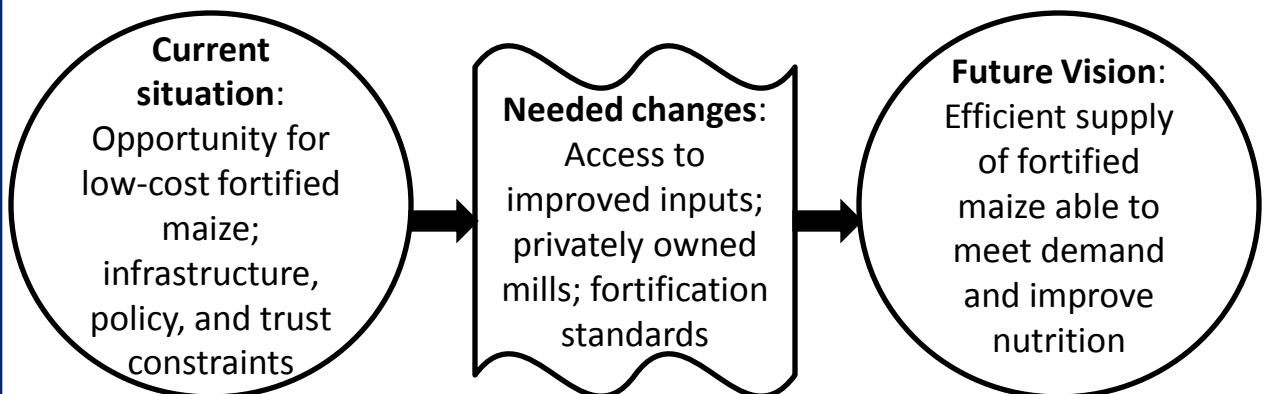 Current
situation:
Opportunity for
low-cost fortified
maize;
infrastructure,
policy, and trust
constraints
Needed changes:
Access to
improved inputs;
privately owned
mills; fortification
standards
Future Vision:
Efficient supply
of fortified
maize able to
meet demand
and improve
nutrition